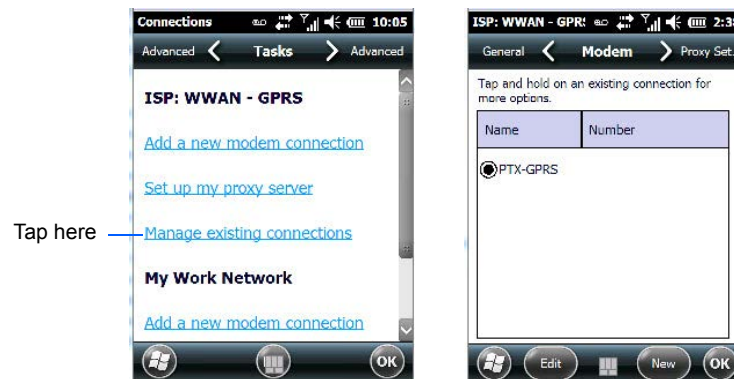 Connections 10:05
Advanced Tasks Advanced
ISP: WWAN - GPRS
Add a new modem connection
Set up my proxy server
Tap here
Manage existing connections
My Work Network
Add a new modem connection
OK
ISP: WWAN - GPR
General Modem Proxy Set.
Tap and hold on an existing connection for
more options.
Name Number
PTX-GPRS
Edit New OK